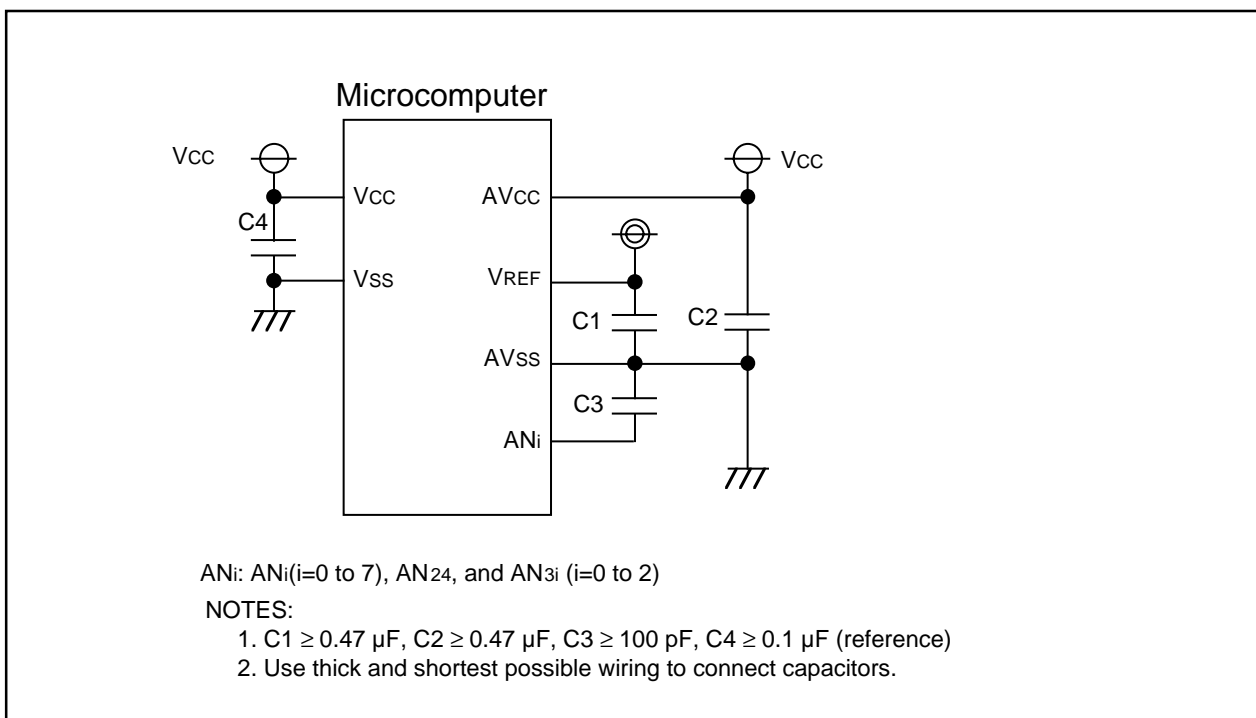 Microcomputer
VCC
VCC
VCC
AVCC
C4
VSS
VREF
C1
C2
AVSS
C3
ANi
ANi: ANi(i=0 to 7), AN24, and AN3i (i=0 to 2)
NOTES:
1. C1 ≥ 0.47 µF, C2 ≥ 0.47 µF, C3 ≥ 100 pF, C4 ≥ 0.1 µF (reference)
2. Use thick and shortest possible wiring to connect capacitors.